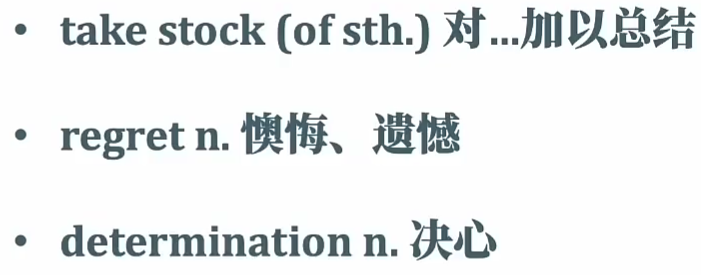 • take stock (of sth.) 对...加以总结
• regret n. 懊悔、遗憾
• determination n. 决心